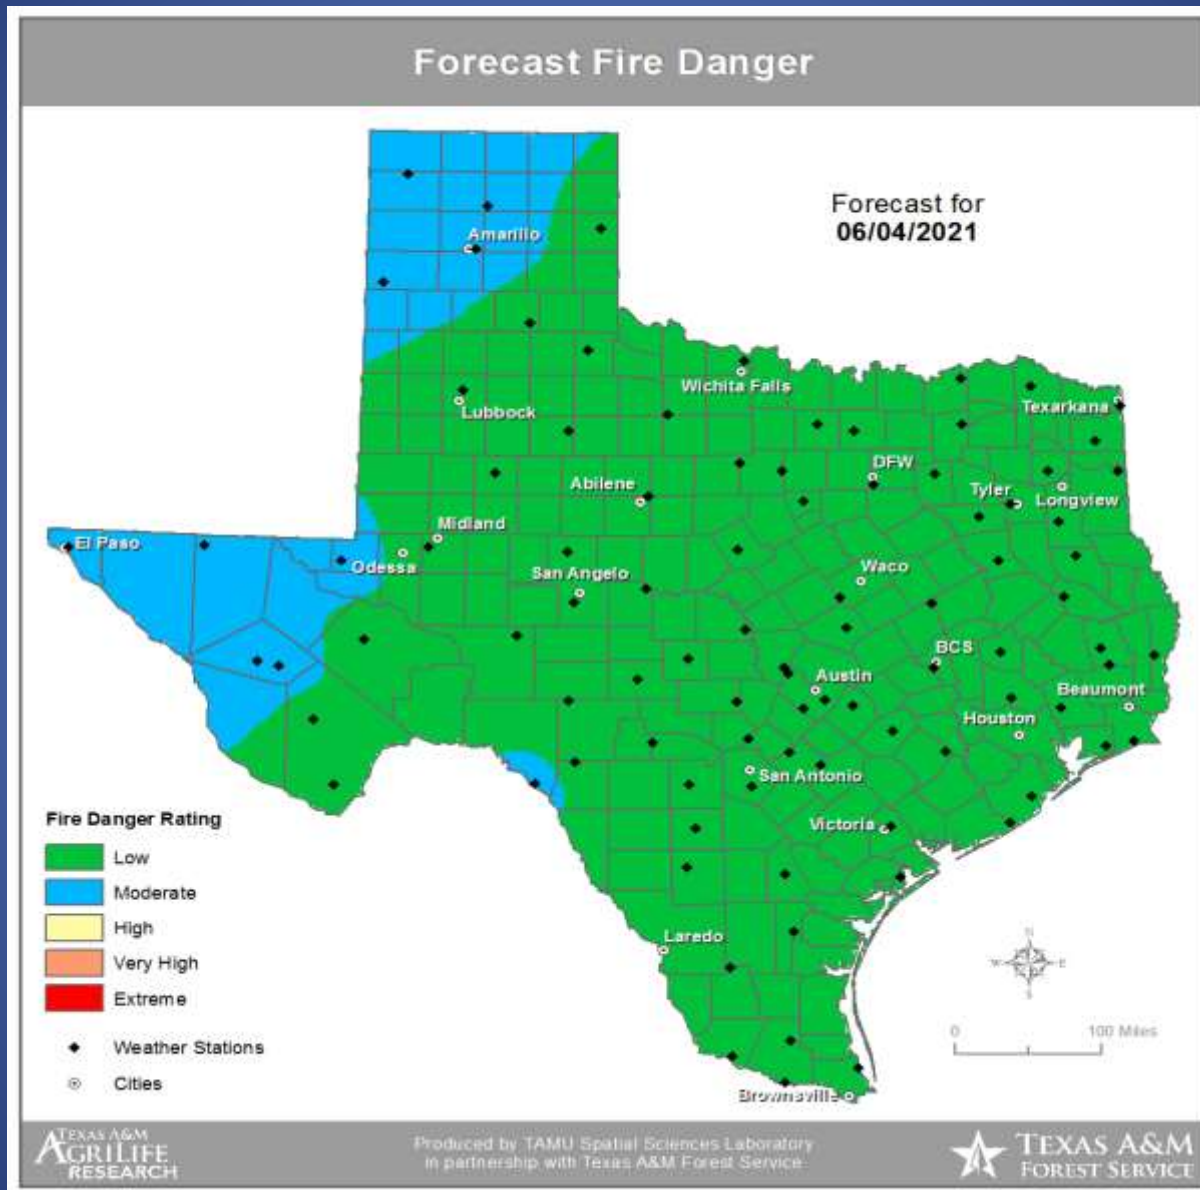 Forecast Fire Danger
Forecast for
06/04/2021
Amarillo
Wichita Falls
Lubbock
Texarkana
DFW
Abilene
Tyler
Longview
Midland
El Paso
Odessa
San Angelo
Waco
BCS
Austin
Beaumont
Houston
San Antonio
Victoria
Laredo
Brownsville
Fire Danger Rating
Low
Moderate
High
Very High
Extreme
Weather Stations
Cities
N
W E
S
0 100 Miles
TEXAS A&M
AGRILIFE
RESEARCH
Produced by TAMU Spatial Sciences Laboratory
in partnership with Texas A&M Forest Service
TEXAS A&M
FOREST SERVICE